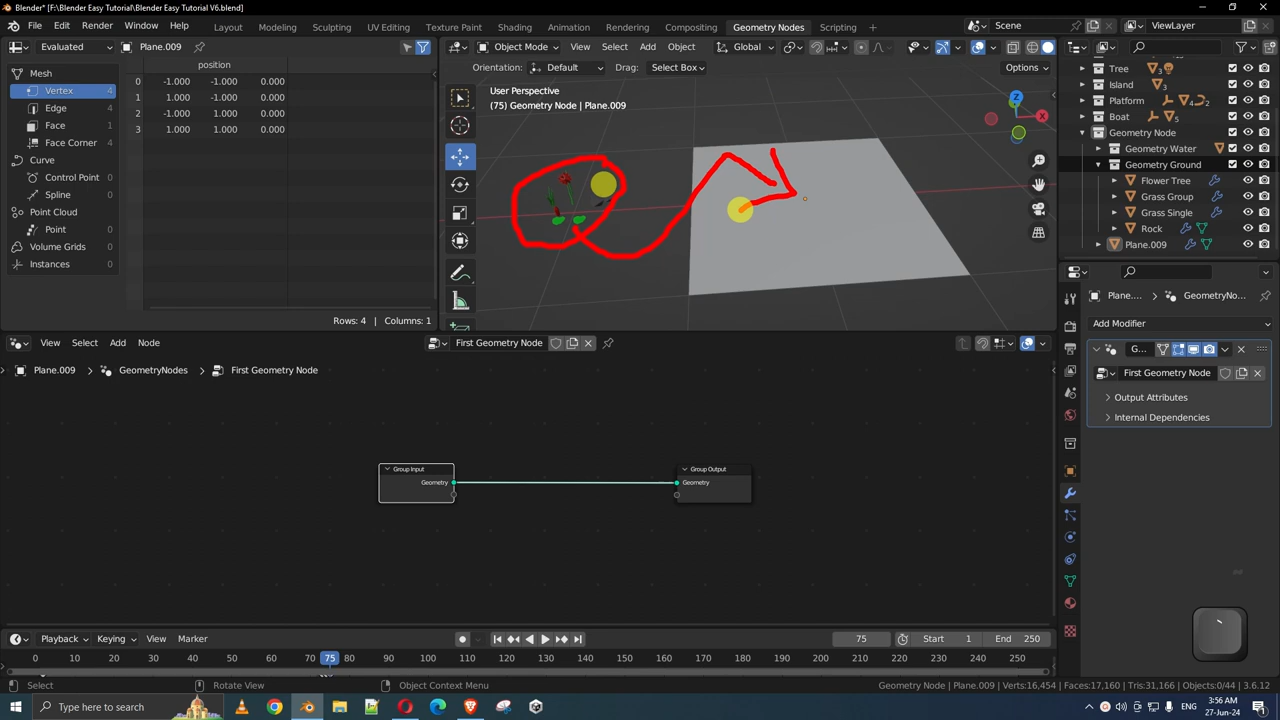 Blender* [F:\Blender Easy Tutorial\Blender Easy Tutorial V6.blend]
File Edit Render Window Help Layout Modeling Sculpting UV Editing Texture Paint Shading Animation Rendering Compositing Geometry Nodes Scripting Scene ViewLayer
Evaluated Plane.009
Object Mode View Select Add Object Global
Orientation: Default Drag: Select Box Options
position
Mesh
Vertex 4
Edge 4
Face 1
Face Corner 4
Curve
Control Point 0
Spline 0
Point Cloud
Point 0
Volume Grids 0
Instances 0
0 -1.000 -1.000 0.000
1 1.000 -1.000 0.000
2 -1.000 1.000 0.000
3 1.000 1.000 0.000
Rows: 4 | Columns: 1
User Perspective
(75) Geometry Node | Plane.009
Z
X
Tree 3
Island 3
Platform 4 2
Boat 5
Geometry Node
Geometry Water
Geometry Ground
Flower Tree
Grass Group
Grass Single
Rock
Plane.009
Plane.... GeometryNo...
Add Modifier
G...
First Geometry Node
Output Attributes
Internal Dependencies
View Select Add Node First Geometry Node
Plane.009 GeometryNodes First Geometry Node
Group Input
Geometry
Group Output
Geometry
Playback Keying View Marker 75 Start 1 End 250
0 10 20 30 40 50 60 70 75 80 90 100 110 120 130 140 150 160 170 180 190 200 210 220 230 240 250
Select Rotate View Object Context Menu Geometry Node | Plane.009 | Verts:16,454 | Faces:17,160 | Tris:31,166 | Objects:0/44 | 3.6.12
Type here to search ENG 3:56 AM
27-Jun-24